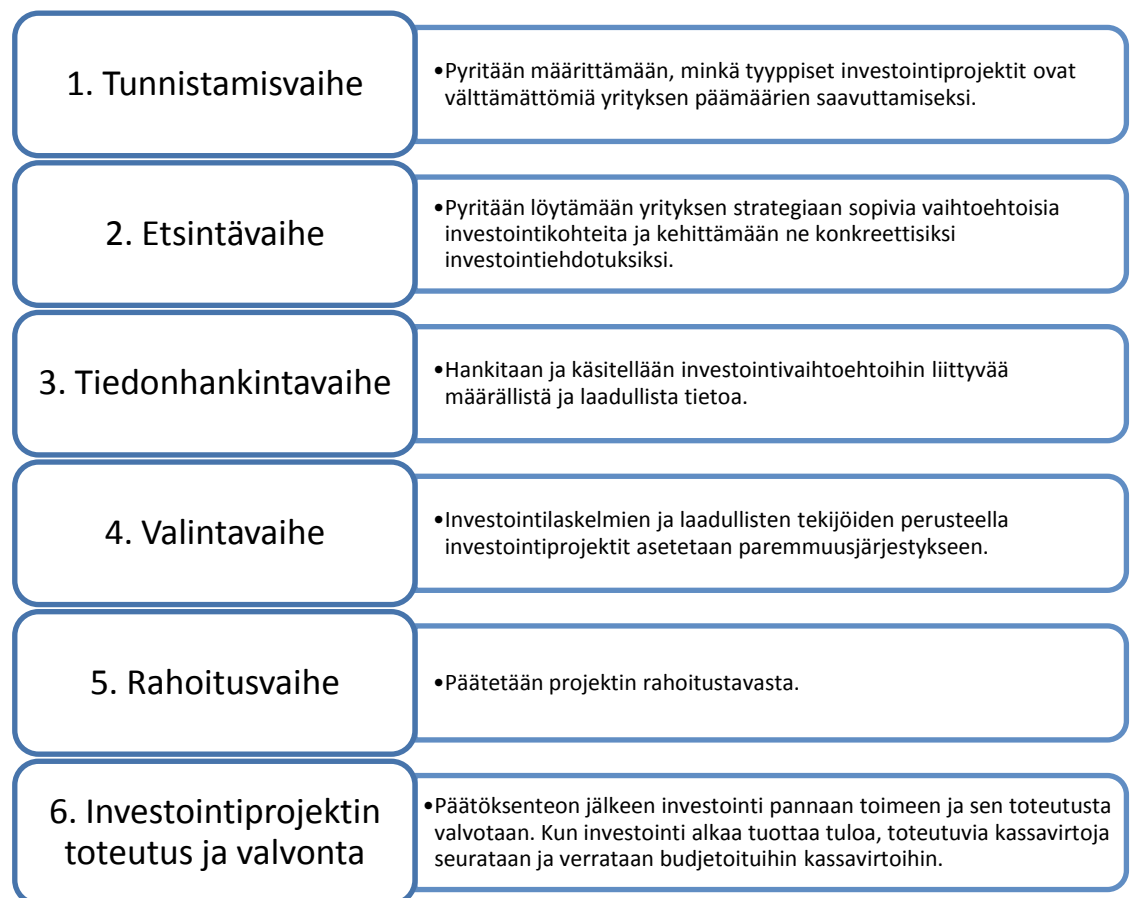 1. Tunnistamisvaihe
•Pyritään määrittämään, minkä tyyppiset investointiprojektit ovat
välttämättömiä yrityksen päämäärien saavuttamiseksi.
2. Etsintävaihe
•Pyritään löytämään yrityksen strategiaan sopivia vaihtoehtoisia
investointikohteita ja kehittämään ne konkreettisiksi
investointiehdotuksiksi.
3. Tiedonhankintavaihe
•Hankitaan ja käsitellään investointivaihtoehtoihin liittyvää
määrällistä ja laadullista tietoa.
4. Valintavaihe
•Investointilaskelmien ja laadullisten tekijöiden perusteella
investointiprojektit asetetaan paremmuusjärjestykseen.
5. Rahoitusvaihe
•Päätetään projektin rahoitustavasta.
6. Investointiprojektin
toteutus ja valvonta
•Päätöksenteon jälkeen investointi pannaan toimeen ja sen toteutusta
valvotaan. Kun investointi alkaa tuottaa tuloa, toteutuvia kassavirtoja
seurataan ja verrataan budjetoituihin kassavirtoihin.